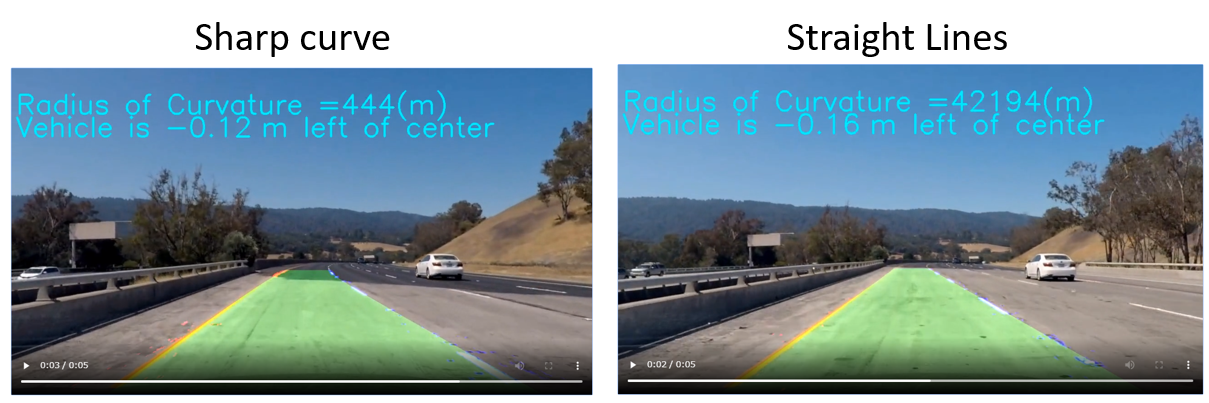 Sharp curve
Radius of Curvature =444(m)
Vehicle is −0.12 m left of center
0:03 / 0:05
Straight Lines
Radius of Curvature =42194(m)
Vehicle is −0.16 m left of center
0:02 / 0:05